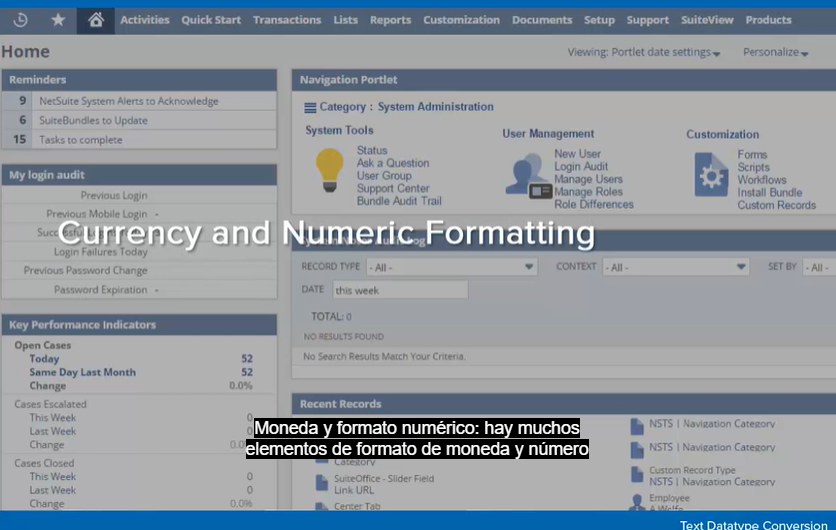 Activities Quick Start Transactions Lists Reports Customization Documents Setup Support SuiteView Products
Home
Viewing: Portlet date settings
Personalize
Reminders
9 NetSuite System Alerts to Acknowledge
6 SuiteBundles to Update
15 Tasks to complete
My login audit
Previous Login
Previous Mobile Login -
Login Failures Today
Previous Password Change
Password Expiration -
Key Performance Indicators
Open Cases
Today 52
Same Day Last Month 52
Change 0.0%
Cases Escalated
This Week 0
Last Week 0
Change
Cases Closed
This Week 0
Last Week 0
Change 0.0%
Navigation Portlet
Category : System Administration
System Tools
Status
Ask a Question
User Group
Support Center
Bundle Audit Trail
User Management
New User
Login Audit
Manage Users
Manage Roles
Role Differences
Customization
Forms
Scripts
Workflows
Install Bundle
Custom Records
Currency and Numeric Formatting
RECORD TYPE - All - CONTEXT - All - SET BY - All -
DATE this week
TOTAL: 0
NO RESULTS FOUND
No Search Results Match Your Criteria.
Recent Records
Category
SuiteOffice - Slider Field
Link URL
Center Tab
NSTS | Navigation Category
NSTS | Navigation Category
Custom Record Type
NSTS | Navigation Category
Employee
Moneda y formato numérico: hay muchos
elementos de formato de moneda y número
Text Datatype Conversion